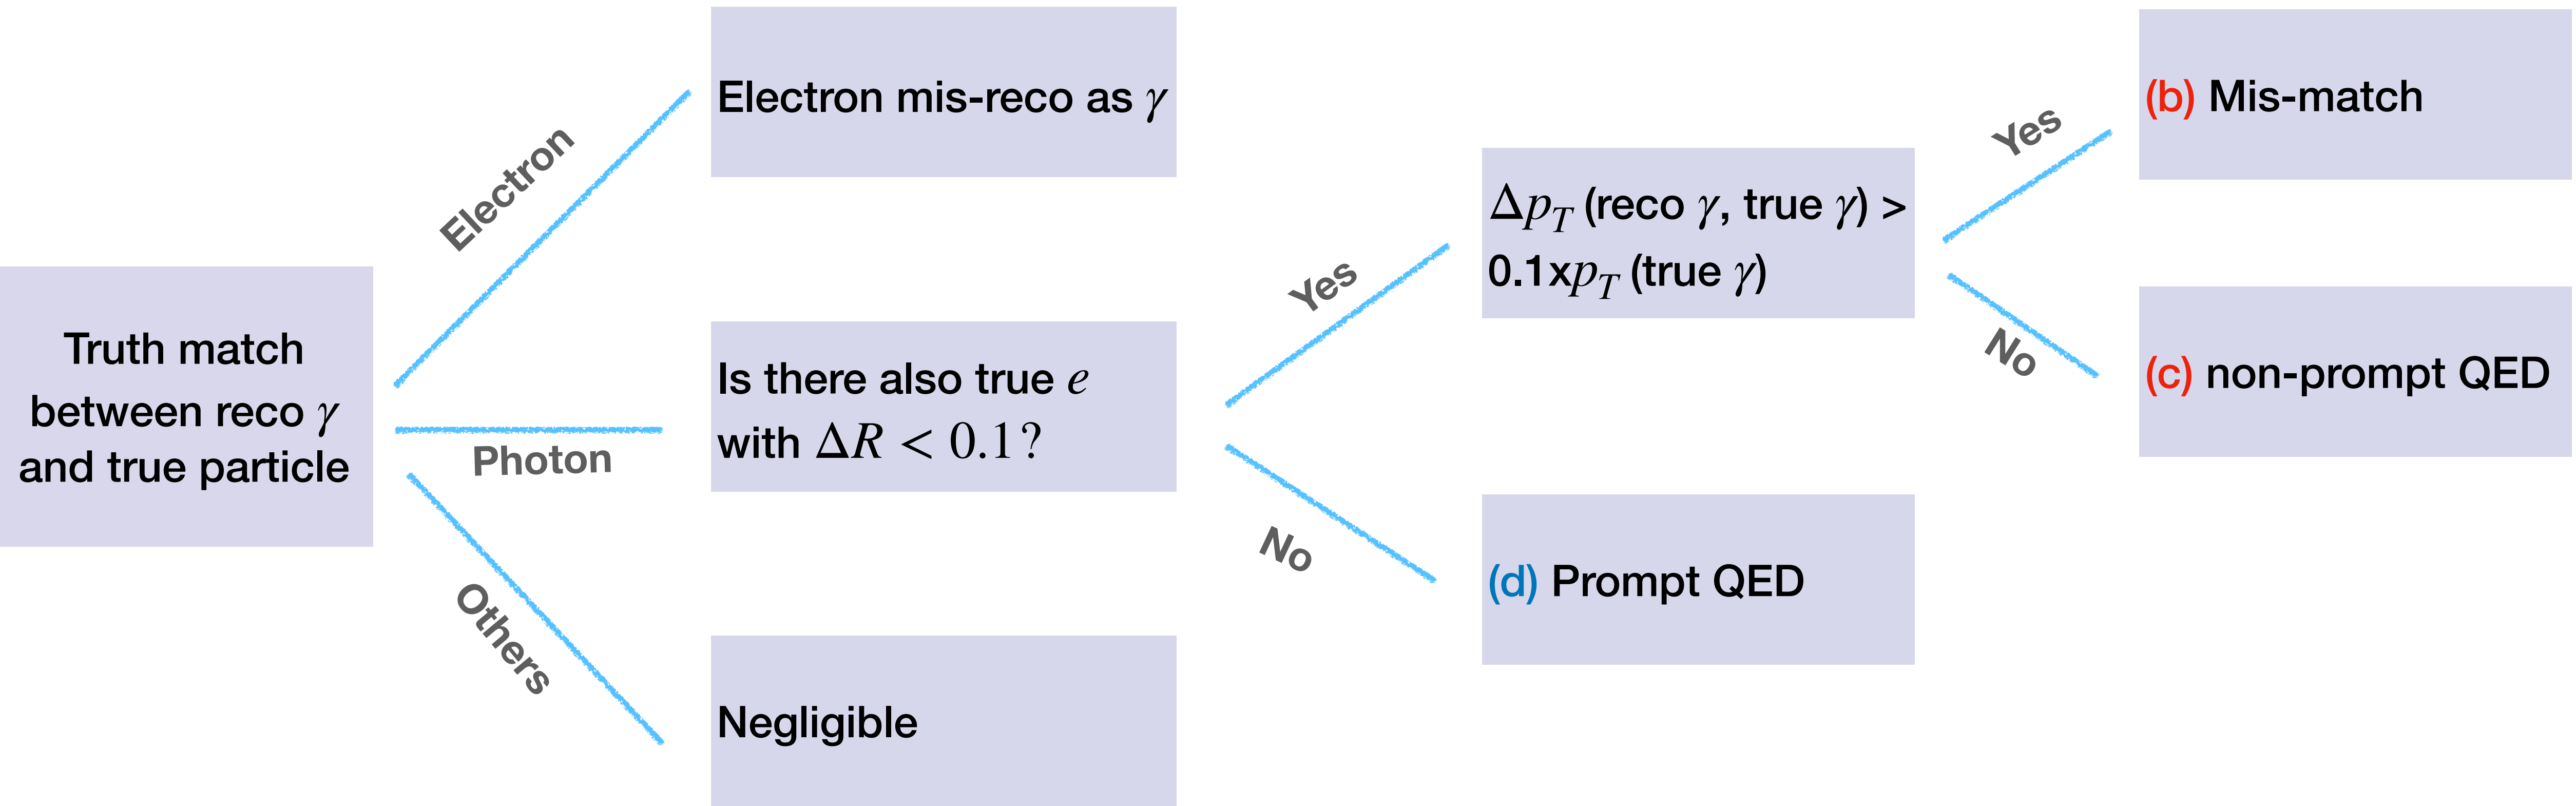 Truth match
between reco γ
and true particle
Electron
Photon
Others
Electron mis-reco as γ
Is there also true e
with ΔR < 0.1?
Negligible
Yes
No
Δp_T (reco γ, true γ) >
0.1xp_T (true γ)
(d) Prompt QED
Yes
No
(b) Mis-match
(c) non-prompt QED